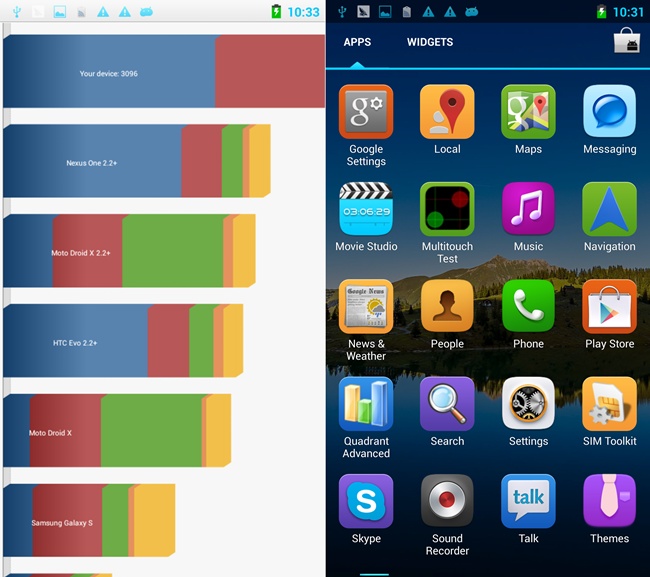 10:33
Your device: 3096
Nexus One 2.2+
Moto Droid X 2.2+
HTC Evo 2.2+
Moto Droid X
Samsung Galaxy S
10:31
APPS WIDGETS
Google
Settings
Local
Maps
Messaging
03:06:29
Movie Studio
Multitouch
Test
Music
Navigation
Google News
News &
Weather
People
Phone
Play Store
Quadrant
Advanced
Search
Settings
SIM Toolkit
Skype
Sound
Recorder
talk
Talk
Themes